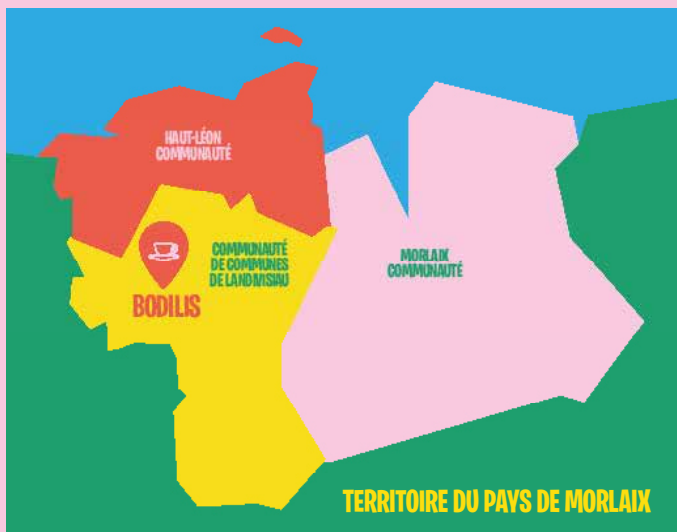 HAUT-LÉON
COMMUNAUTÉ
COMMUNAUTÉ
DE COMMUNES
DE LANDIVISIAU
MORLAIX
COMMUNAUTÉ
BODILIS
TERRITOIRE DU PAYS DE MORLAIX